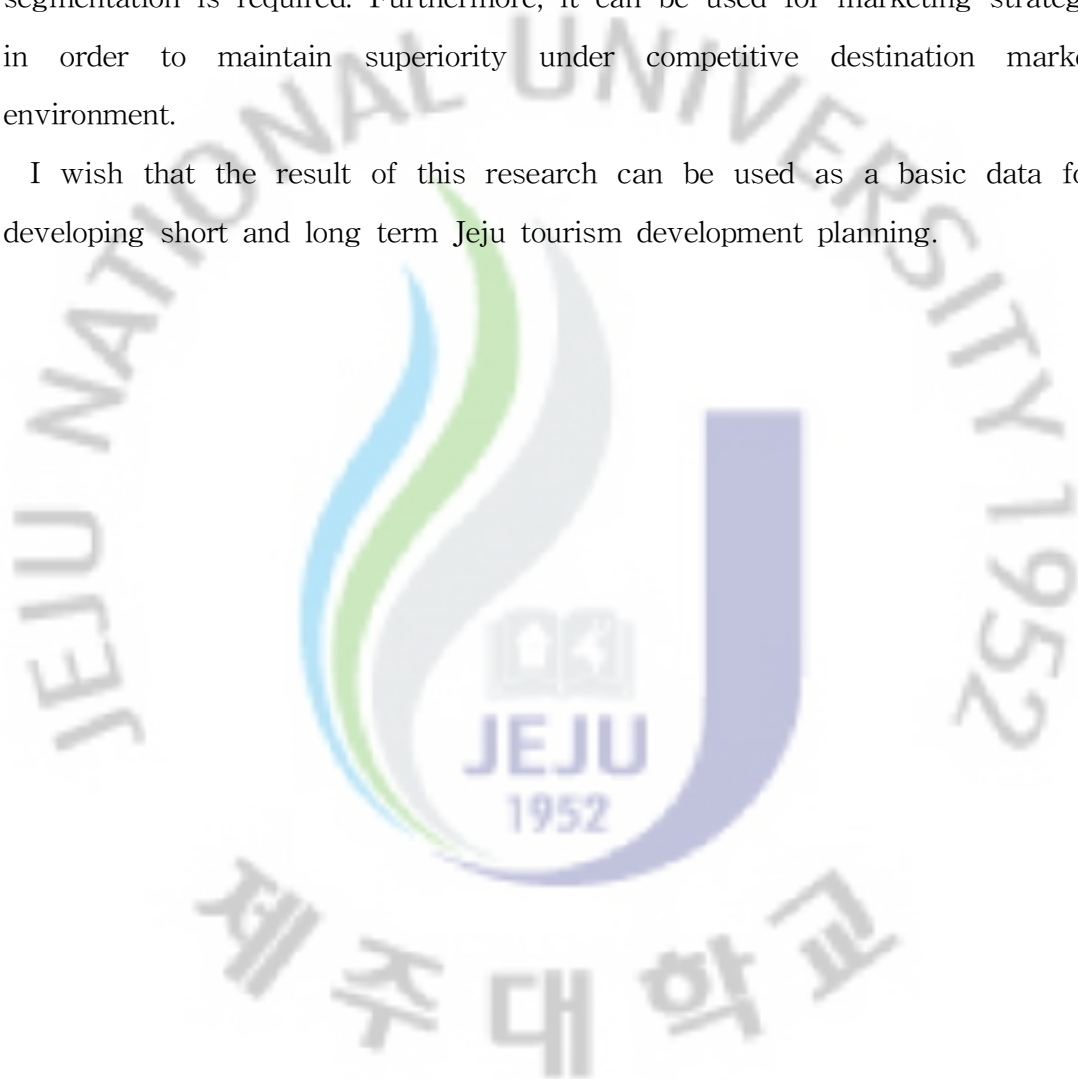 segmentation is required. Furthermore, it can be used for marketing strateg
in order to maintain superiority under competitive destination marke
environment.
I wish that the result of this research can be used as a basic data fo
developing short and long term Jeju tourism development planning.
JEJU NATIONAL UNIVERSITY 1952
JEJU
1952
제주대학교